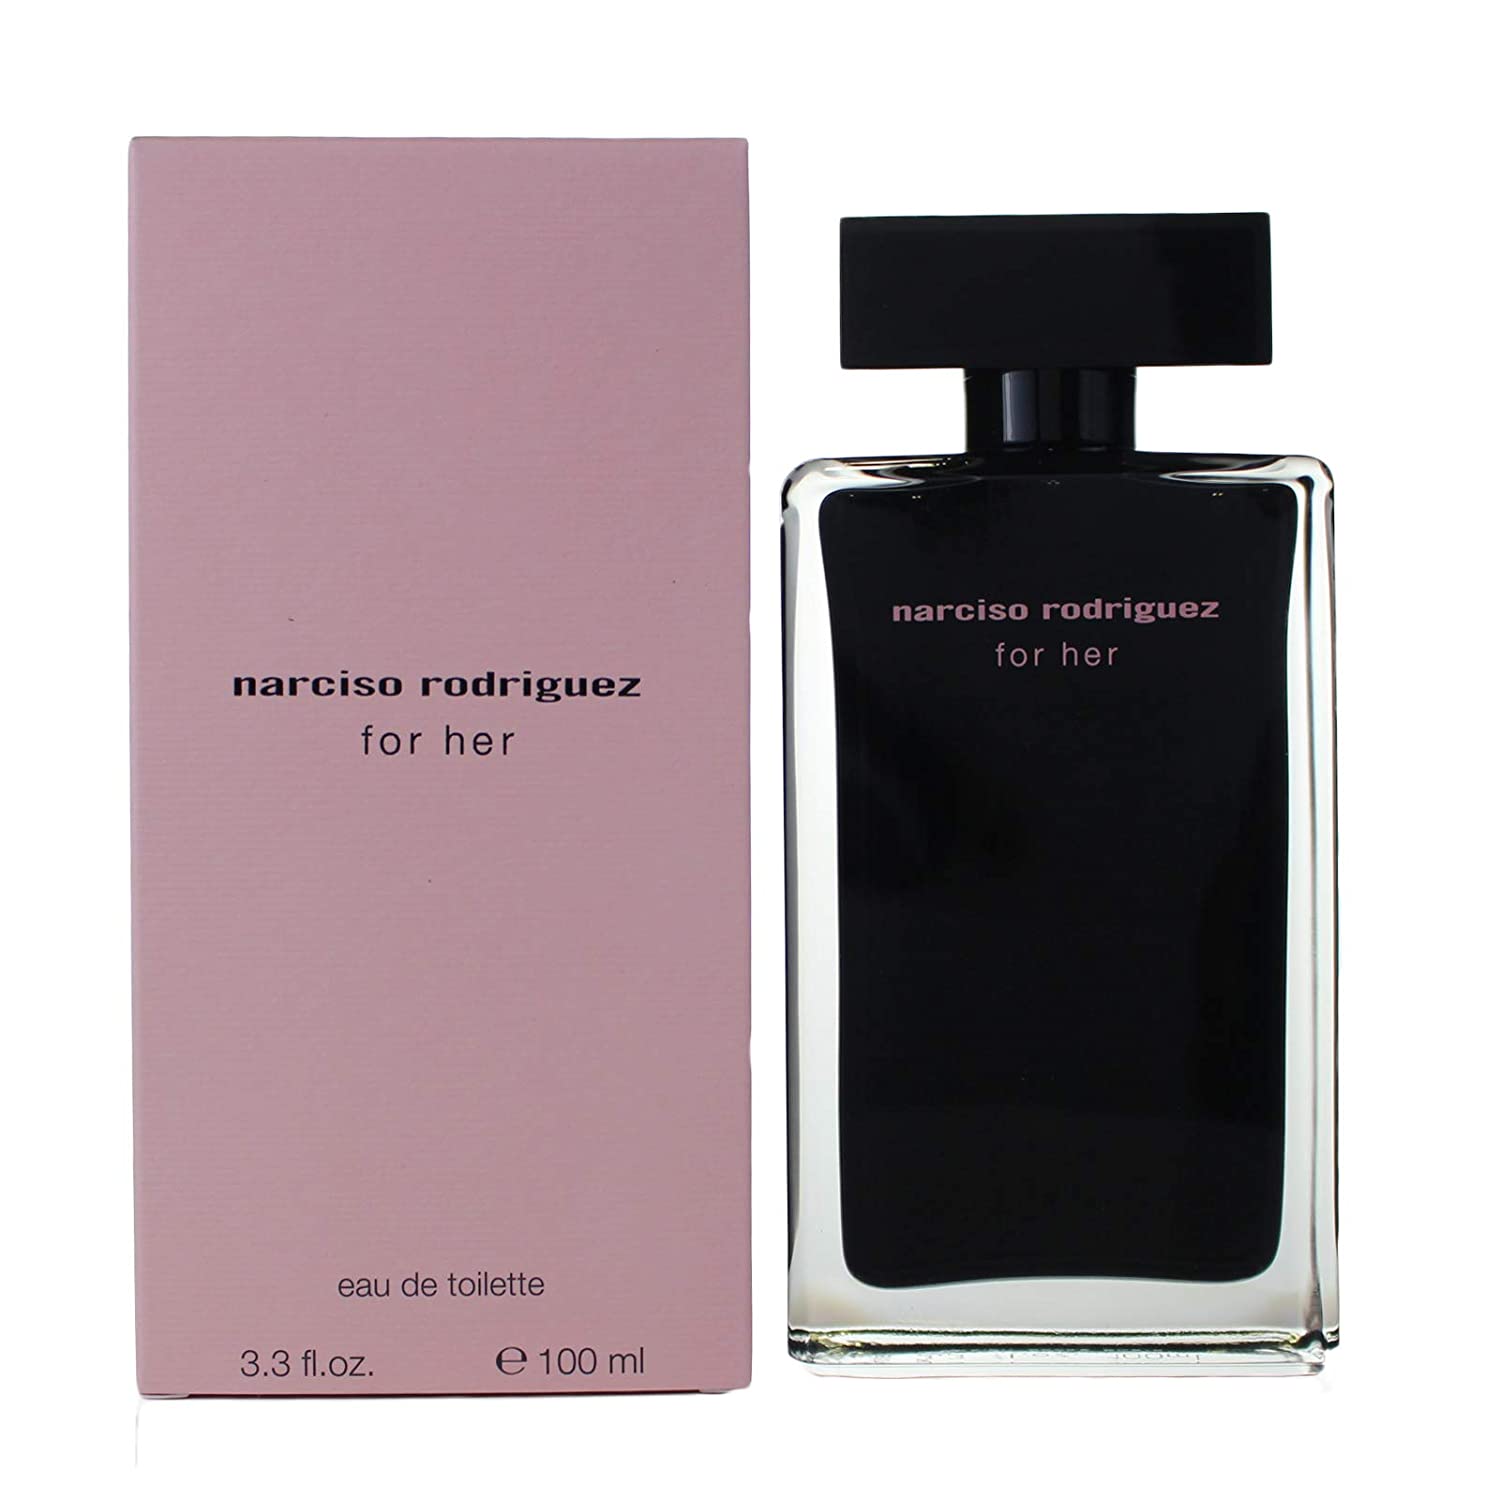 narciso rodriguez
for her
eau de toilette
3.3 fl.oz. ℮ 100 ml
narciso rodriguez
for her